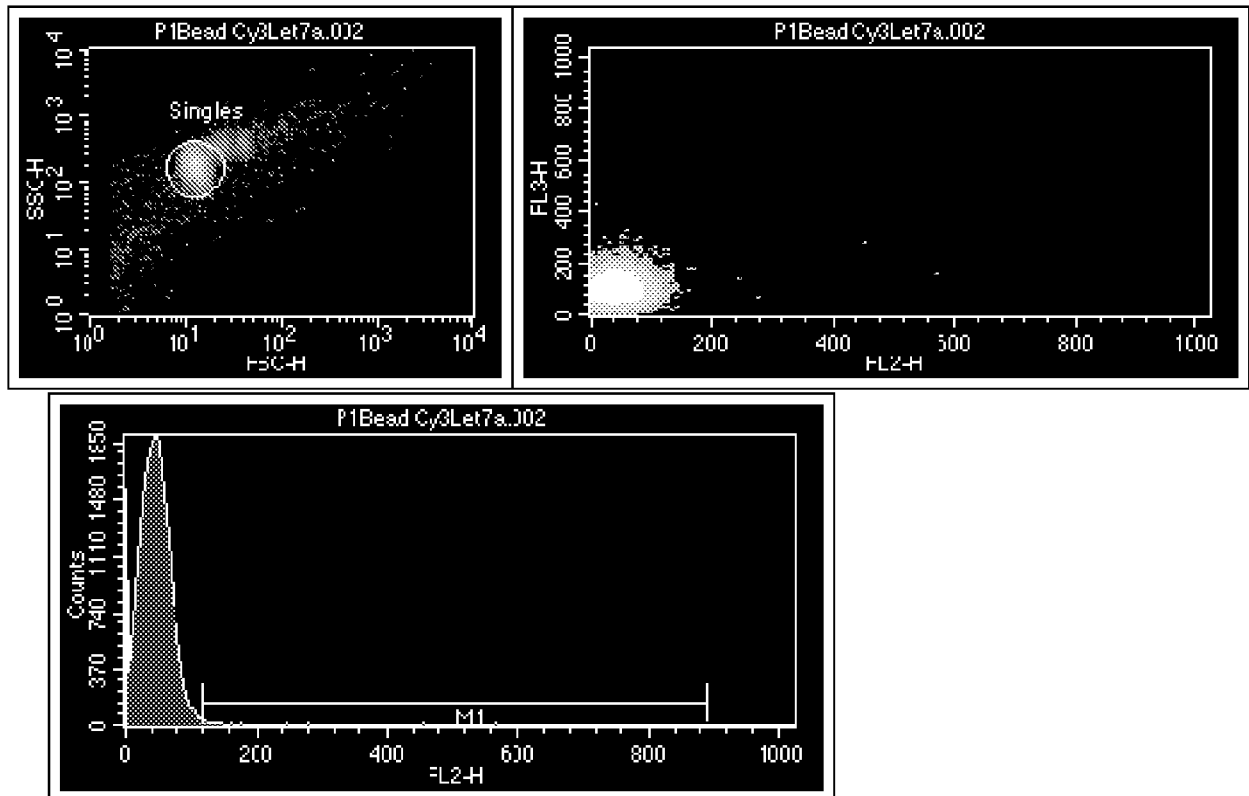 P1Bead Cy3Let7a.002
Singles
SSC-H
10^0 10^1 10^2 10^3 10^4
10^0 10^1 10^2 10^3 10^4
FSC-H
P1Bead Cy3Let7a.002
FL3-H
0 200 400 600 800 1000
0 200 400 600 800 1000
FL2-H
P1Bead Cy3Let7a.002
Counts
0 370 740 1110 1480 1850
M1
0 200 400 600 800 1000
FL2-H